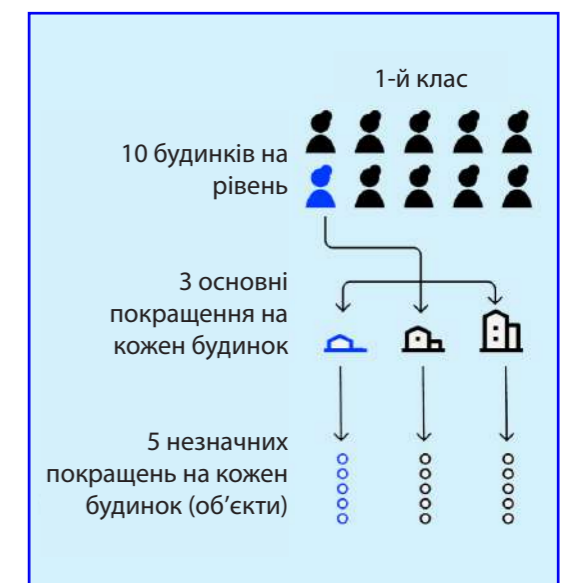 1-й клас
10 будинків на
рівень
3 основні
покращення на
кожен будинок
5 незначних
покращень на кожен
будинок (об’єкти)